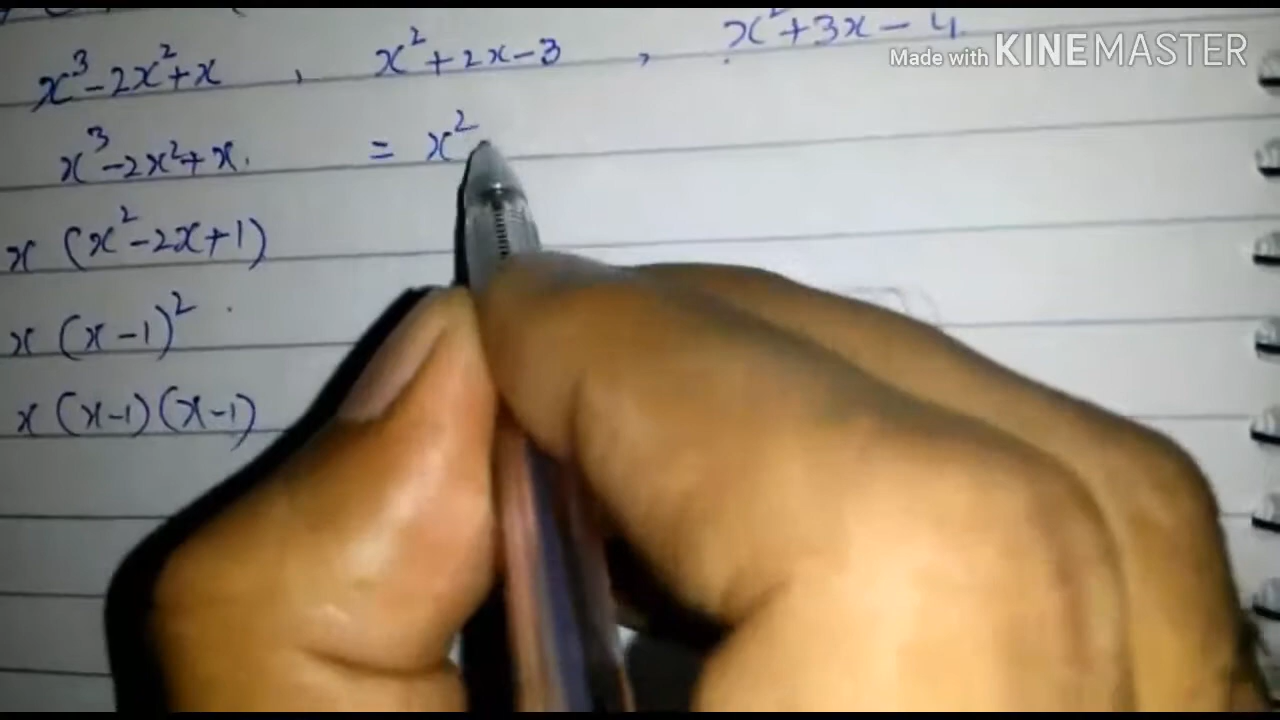 x³-2x²+x , x²+2x-3 , x²+3x-4
Made with KINEMASTER
x³-2x²+x. = x²
x (x²-2x+1)
x (x-1)²
x (x-1)(x-1)